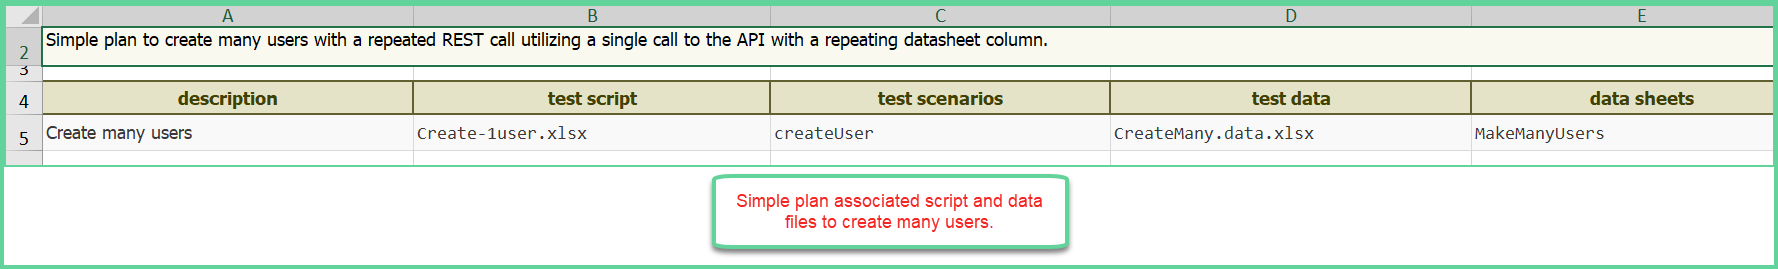 A B C D E
2 Simple plan to create many users with a repeated REST call utilizing a single call to the API with a repeating datasheet column.
3
4 description test script test scenarios test data data sheets
5 Create many users Create-1user.xlsx createUser CreateMany.data.xlsx MakeManyUsers
Simple plan associated script and data
files to create many users.